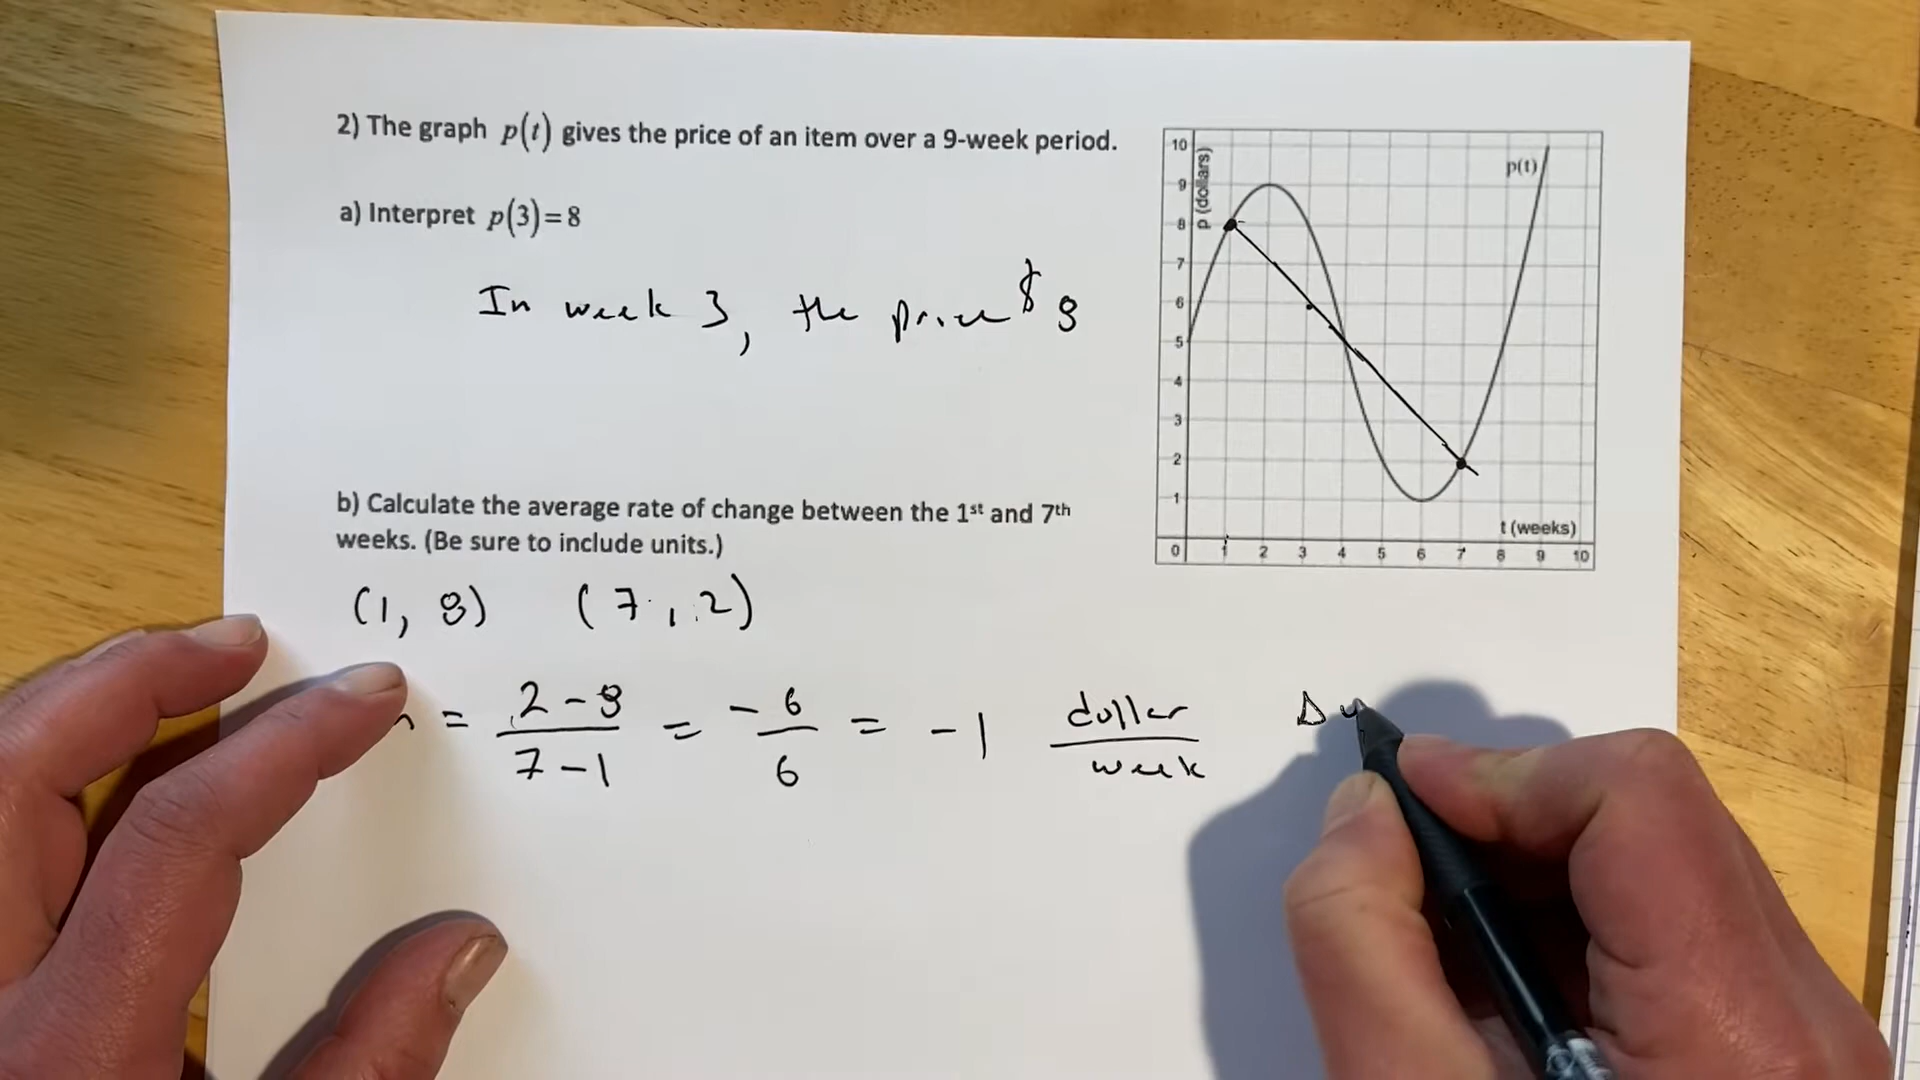 2) The graph p(t) gives the price of an item over a 9-week period.
a) Interpret p(3)=8
In week 3, the price $8
b) Calculate the average rate of change between the 1st and 7th
weeks. (Be sure to include units.)
(1, 8) (7, 2)
= 2-8 / 7-1 = -6 / 6 = -1 dollar / week
Δy
p (dollars)
10
9
8
7
6
5
4
3
2
1
p(t)
t (weeks)
0 1 2 3 4 5 6 7 8 9 10